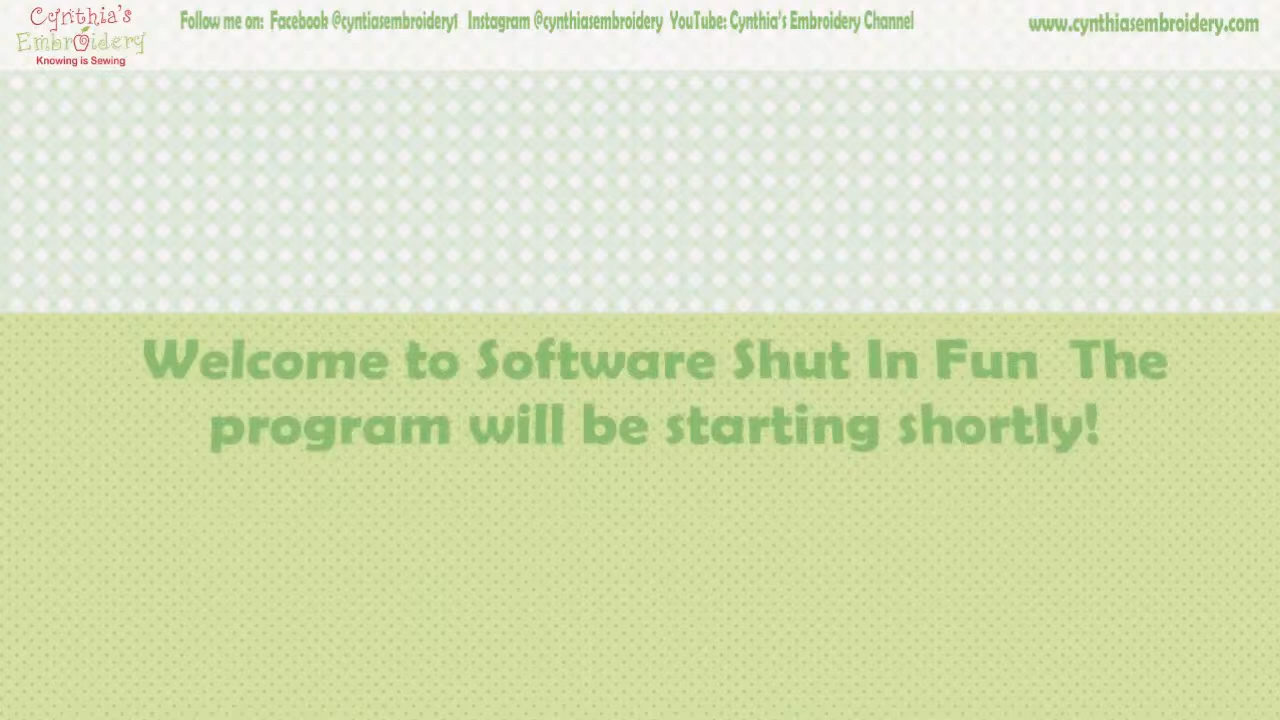 Cynthia's
Embroidery
Knowing is Sewing
Follow me on: Facebook @cyntiasembroidery1 Instagram @cynthiasembroidery YouTube: Cynthia's Embroidery Channel
www.cynthiasembroidery.com
Welcome to Software Shut In Fun The
program will be starting shortly!